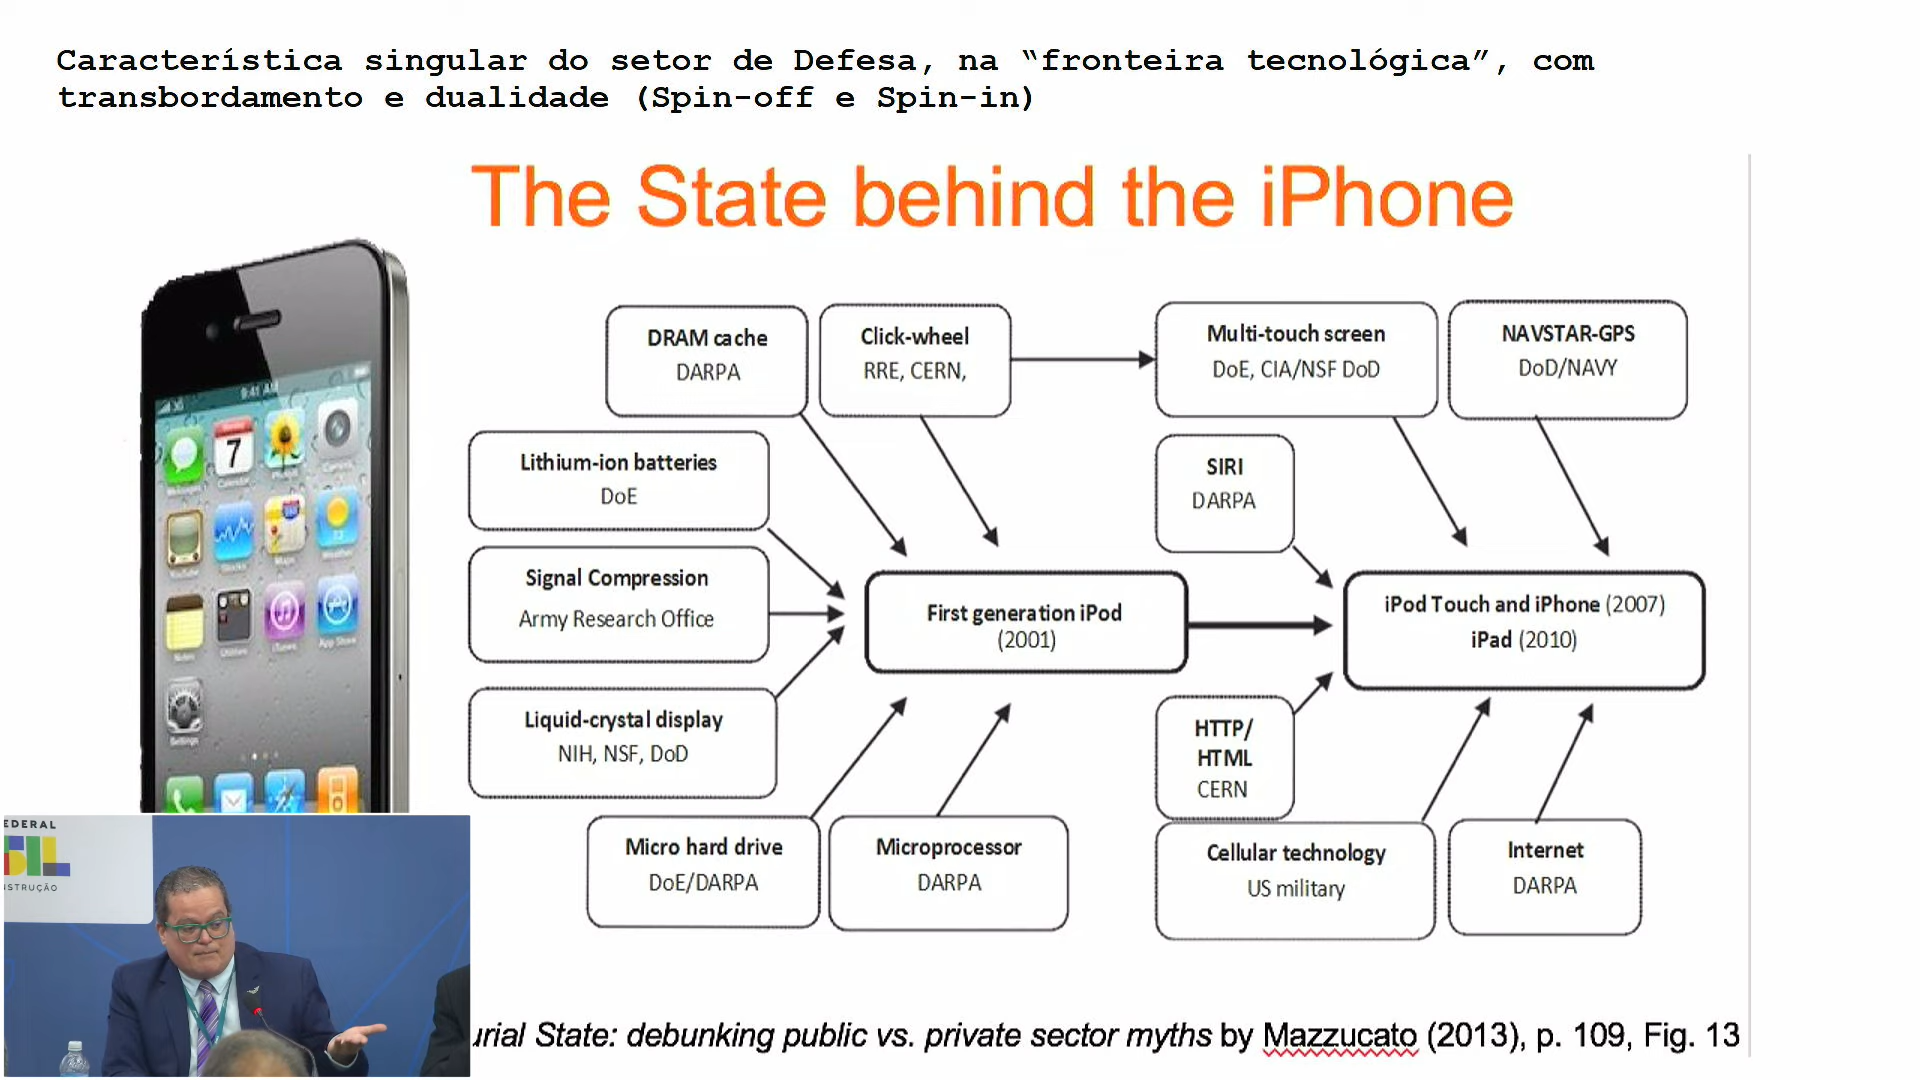 Característica singular do setor de Defesa, na “fronteira tecnológica”, com
transbordamento e dualidade (Spin-off e Spin-in)
The State behind the iPhone
DRAM cache
DARPA
Click-wheel
RRE, CERN,
Multi-touch screen
DoE, CIA/NSF DoD
NAVSTAR-GPS
DoD/NAVY
Lithium-ion batteries
DoE
SIRI
DARPA
Signal Compression
Army Research Office
First generation iPod
(2001)
iPod Touch and iPhone (2007)
iPad (2010)
Liquid-crystal display
NIH, NSF, DoD
HTTP/
HTML
CERN
Micro hard drive
DoE/DARPA
Microprocessor
DARPA
Cellular technology
US military
Internet
DARPA
7
Settings
EDERAL
SIL
NSTRUÇÃO
urial State: debunking public vs. private sector myths by Mazzucato (2013), p. 109, Fig. 13